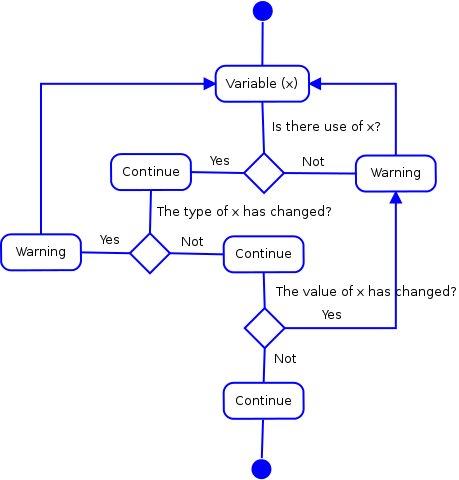 Variable (x)
Is there use of x?
Yes
Not
Continue
Warning
The type of x has changed?
Yes
Not
Warning
Continue
The value of x has changed?
Yes
Not
Continue